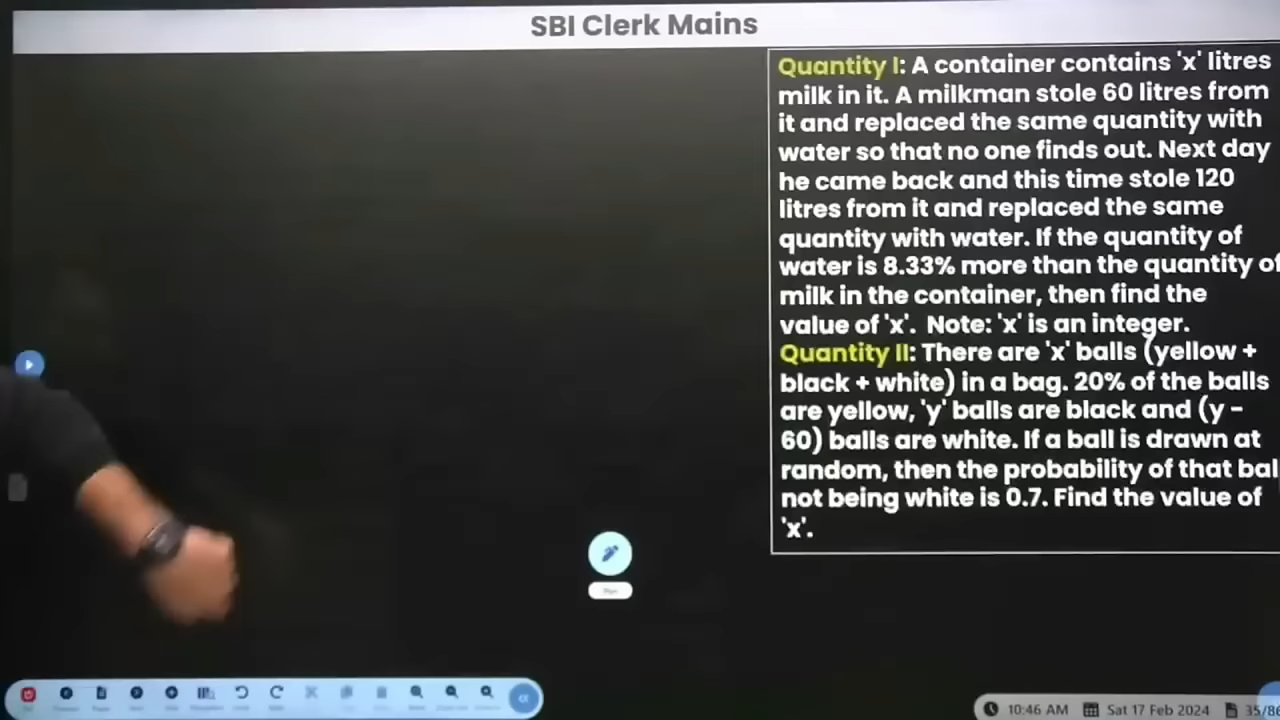 SBI Clerk Mains
Quantity I: A container contains 'x' litres
milk in it. A milkman stole 60 litres from
it and replaced the same quantity with
water so that no one finds out. Next day
he came back and this time stole 120
litres from it and replaced the same
quantity with water. If the quantity of
water is 8.33% more than the quantity of
milk in the container, then find the
value of 'x'. Note: 'x' is an integer.
Quantity II: There are 'x' balls (yellow +
black + white) in a bag. 20% of the balls
are yellow, 'y' balls are black and (y -
60) balls are white. If a ball is drawn at
random, then the probability of that bal
not being white is 0.7. Find the value of
'x'.
10:46 AM Sat 17 Feb 2024 35/86